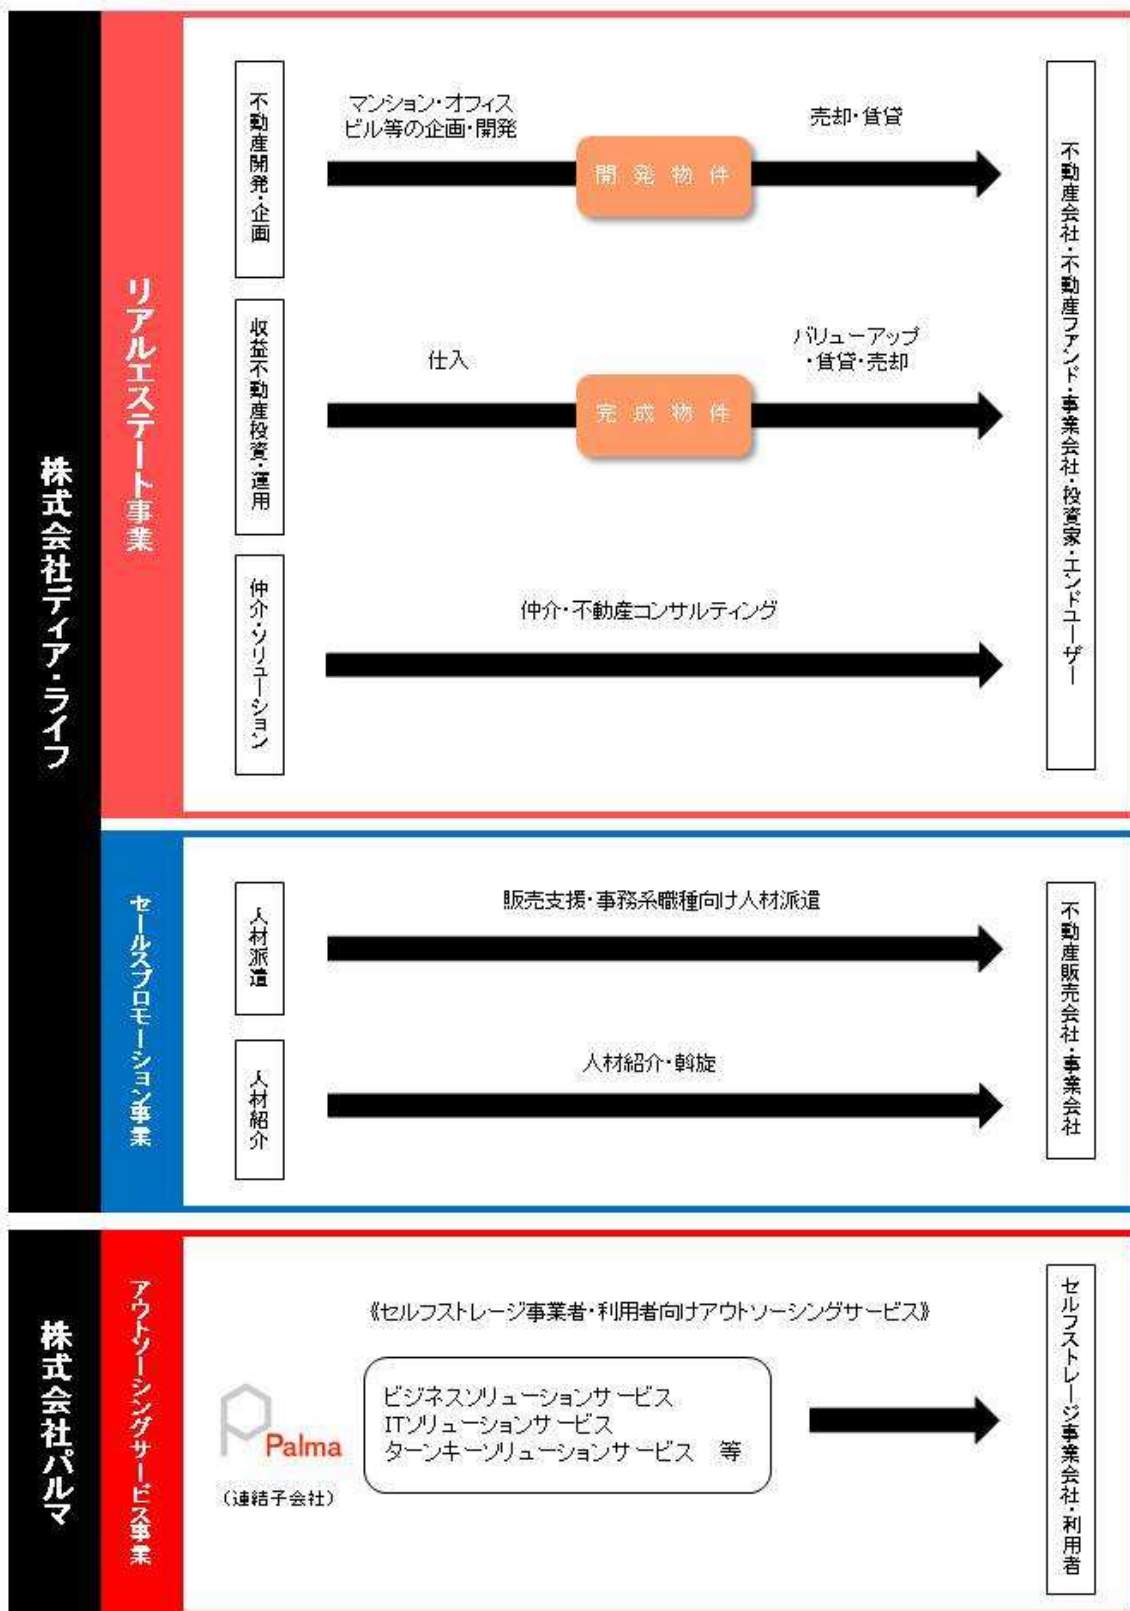 株式会社ディア・ライフ
リアルエステート事業
不動産開発・企画
マンション・オフィス
ビル等の企画・開発
開発物件
売却・賃貸
収益不動産投資・運用
仕入
完成物件
バリューアップ
・賃貸・売却
仲介・ソリューション
仲介・不動産コンサルティング
不動産会社・不動産ファンド・事業会社・投資家・エンドユーザー
セールスプロモーション事業
人材派遣
販売支援・事務系職種向け人材派遣
人材紹介
人材紹介・斡旋
不動産販売会社・事業会社
株式会社パルマ
アウトソーシングサービス事業
《セルフストレージ事業者・利用者向けアウトソーシングサービス》
Palma
（連結子会社）
ビジネスソリューションサービス
ITソリューションサービス
ターンキーソリューションサービス 等
セルフストレージ事業会社・利用者